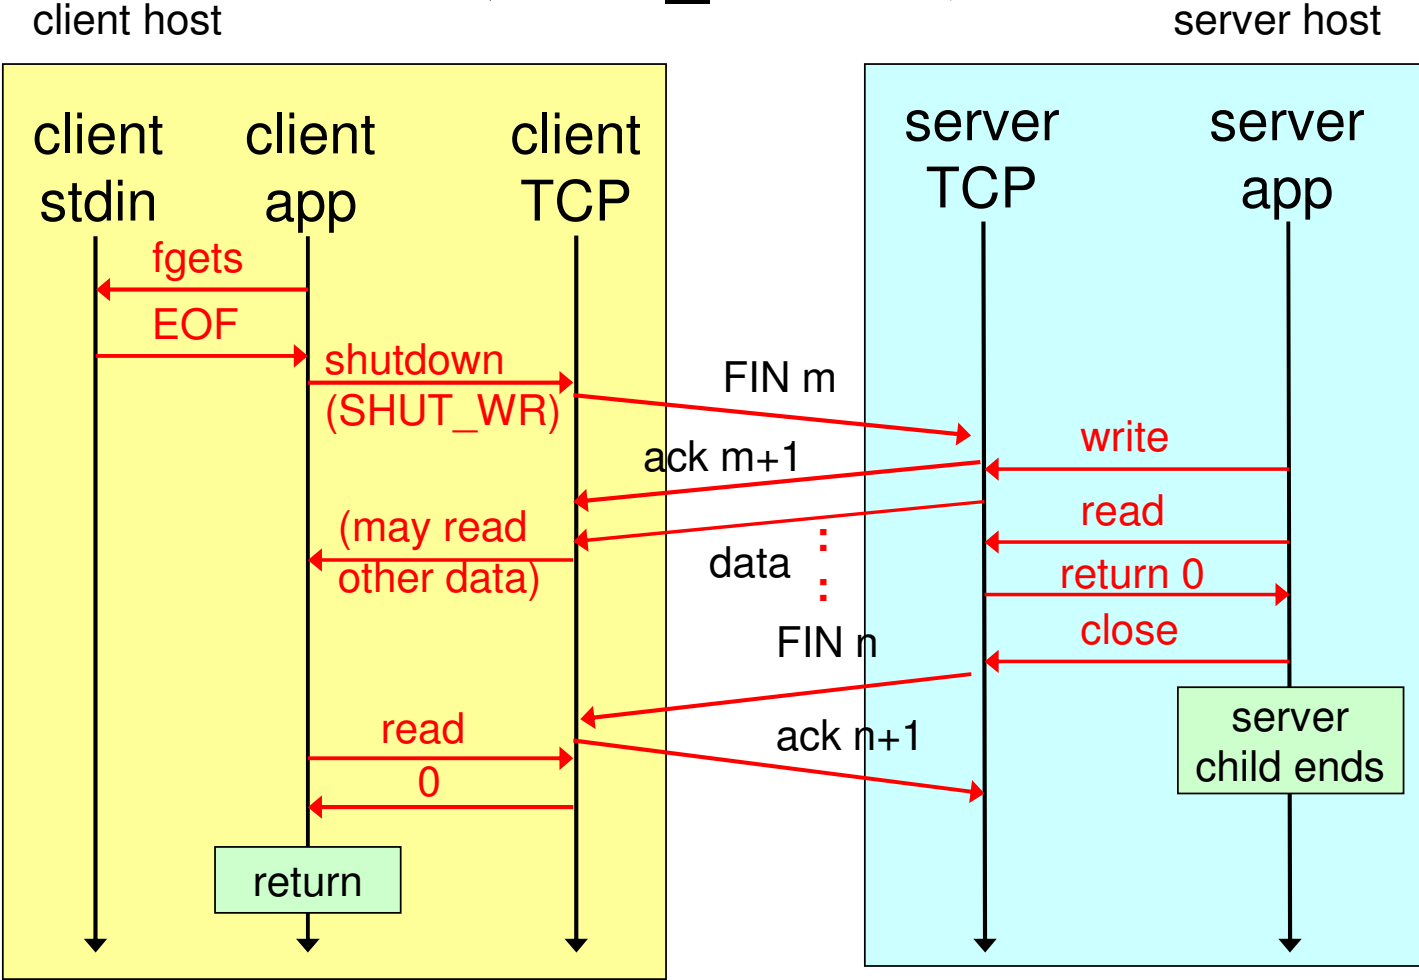 client host
server host
client stdin
client app
client TCP
server TCP
server app
fgets
EOF
shutdown
(SHUT_WR)
FIN m
write
ack m+1
read
(may read
other data)
data
return 0
close
FIN n
server
child ends
read
ack n+1
0
return